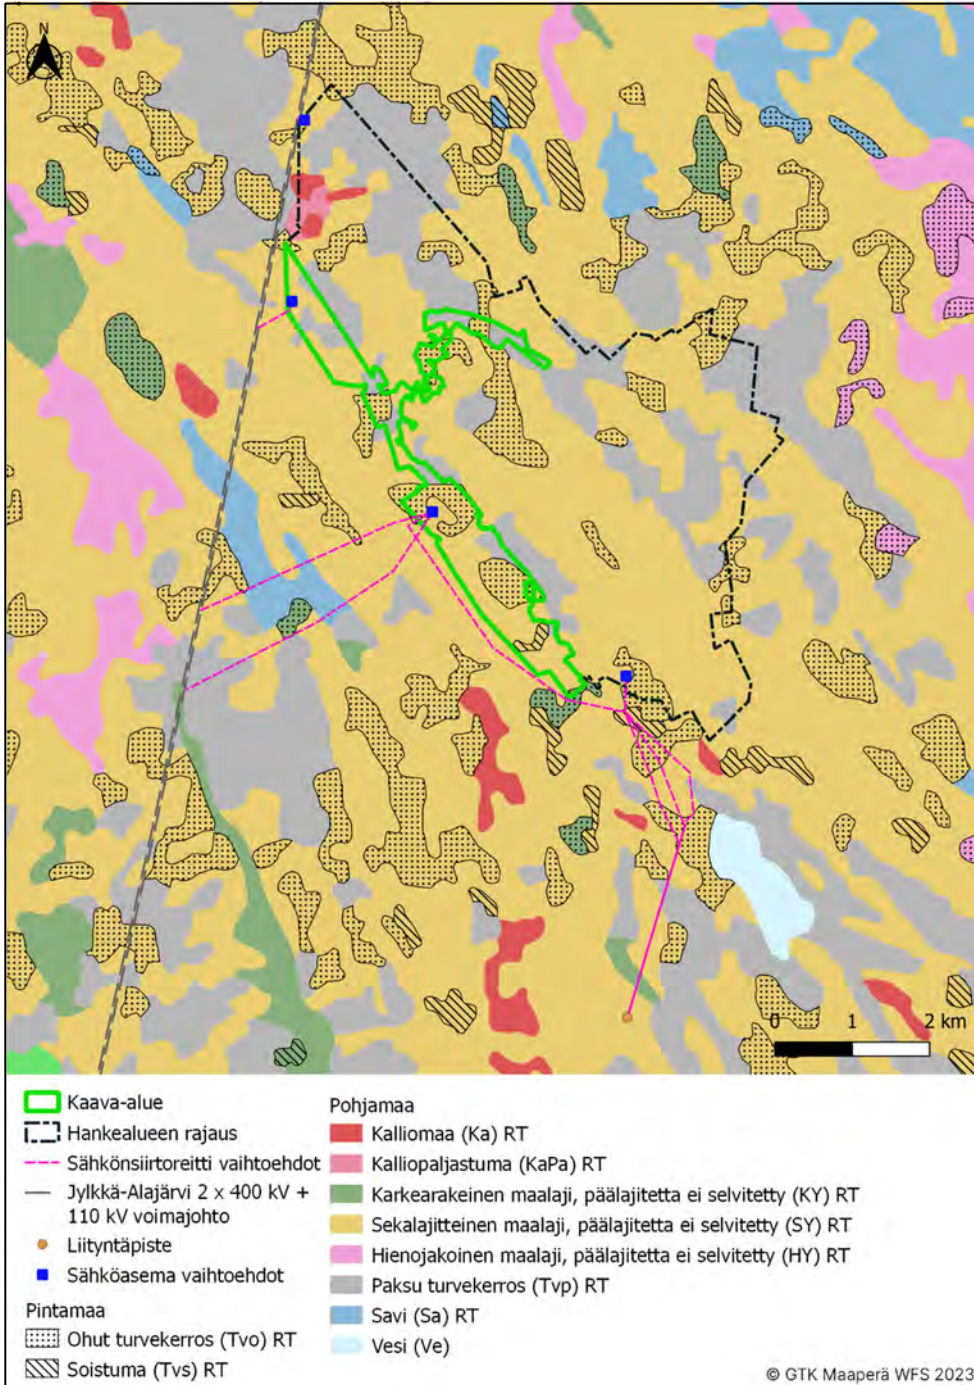 N
0 1 2 km
Kaava-alue
Hankealueen rajaus
Sähkönsiirtoreitti vaihtoehdot
Jylkkä-Alajärvi 2 x 400 kV +
110 kV voimajohto
Liityntäpiste
Sähköasema vaihtoehdot
Pintamaa
Ohut turvekerros (Tvo) RT
Soistuma (Tvs) RT
Pohjamaa
Kalliomaa (Ka) RT
Kalliopaljastuma (KaPa) RT
Karkearakeinen maalaji, päälajitetta ei selvitetty (KY) RT
Sekalajitteinen maalaji, päälajitetta ei selvitetty (SY) RT
Hienojakoinen maalaji, päälajitetta ei selvitetty (HY) RT
Paksu turvekerros (Tvp) RT
Savi (Sa) RT
Vesi (Ve)
© GTK Maaperä WFS 2023